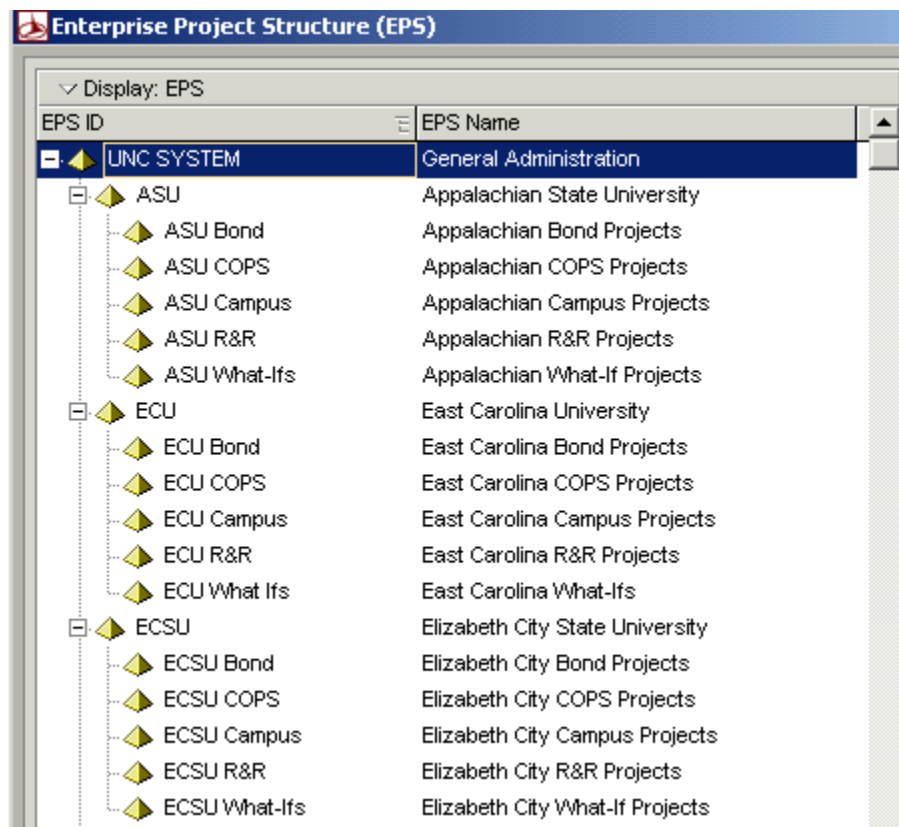 Enterprise Project Structure (EPS)
Display: EPS
EPS ID EPS Name
UNC SYSTEM General Administration
ASU Appalachian State University
ASU Bond Appalachian Bond Projects
ASU COPS Appalachian COPS Projects
ASU Campus Appalachian Campus Projects
ASU R&R Appalachian R&R Projects
ASU What-Ifs Appalachian What-If Projects
ECU East Carolina University
ECU Bond East Carolina Bond Projects
ECU COPS East Carolina COPS Projects
ECU Campus East Carolina Campus Projects
ECU R&R East Carolina R&R Projects
ECU What Ifs East Carolina What-Ifs
ECSU Elizabeth City State University
ECSU Bond Elizabeth City Bond Projects
ECSU COPS Elizabeth City COPS Projects
ECSU Campus Elizabeth City Campus Projects
ECSU R&R Elizabeth City R&R Projects
ECSU What-Ifs Elizabeth City What-If Projects